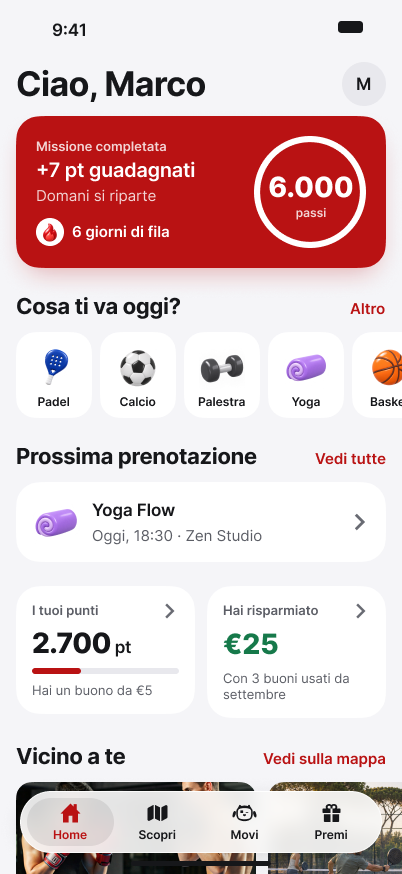 9:41
Ciao, Marco
M
Missione completata
+7 pt guadagnati
Domani si riparte
6 giorni di fila
6.000
passi
Cosa ti va oggi?
Altro
Padel
Calcio
Palestra
Yoga
Baske
Prossima prenotazione
Vedi tutte
Yoga Flow
Oggi, 18:30 · Zen Studio
I tuoi punti
2.700 pt
Hai un buono da €5
Hai risparmiato
€25
Con 3 buoni usati da
settembre
Vicino a te
Vedi sulla mappa
Home
Scopri
Movi
Premi